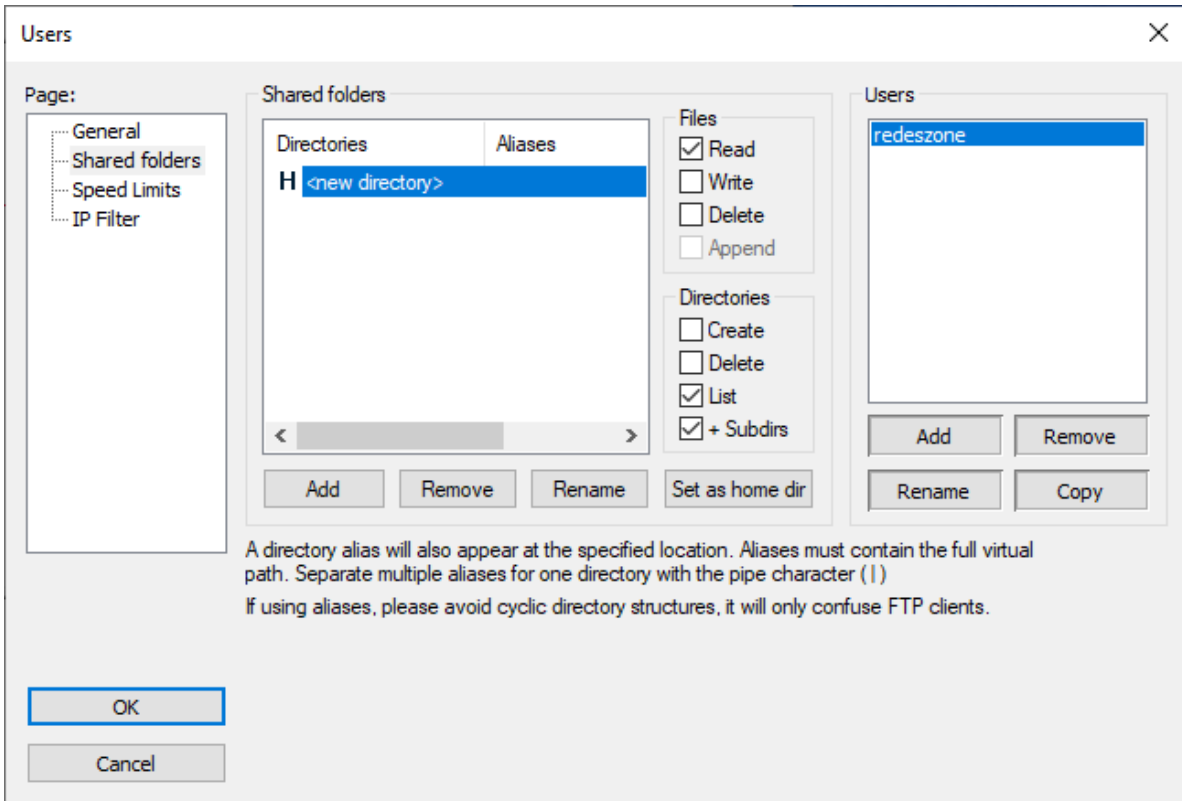 Users
Page:
General
Shared folders
Speed Limits
IP Filter
Shared folders
Directories Aliases
H <new directory>
Add Remove Rename Set as home dir
Files
Read
Write
Delete
Append
Directories
Create
Delete
List
+ Subdirs
Users
redeszone
Add Remove
Rename Copy
A directory alias will also appear at the specified location. Aliases must contain the full virtual
path. Separate multiple aliases for one directory with the pipe character ( | )
If using aliases, please avoid cyclic directory structures, it will only confuse FTP clients.
OK
Cancel